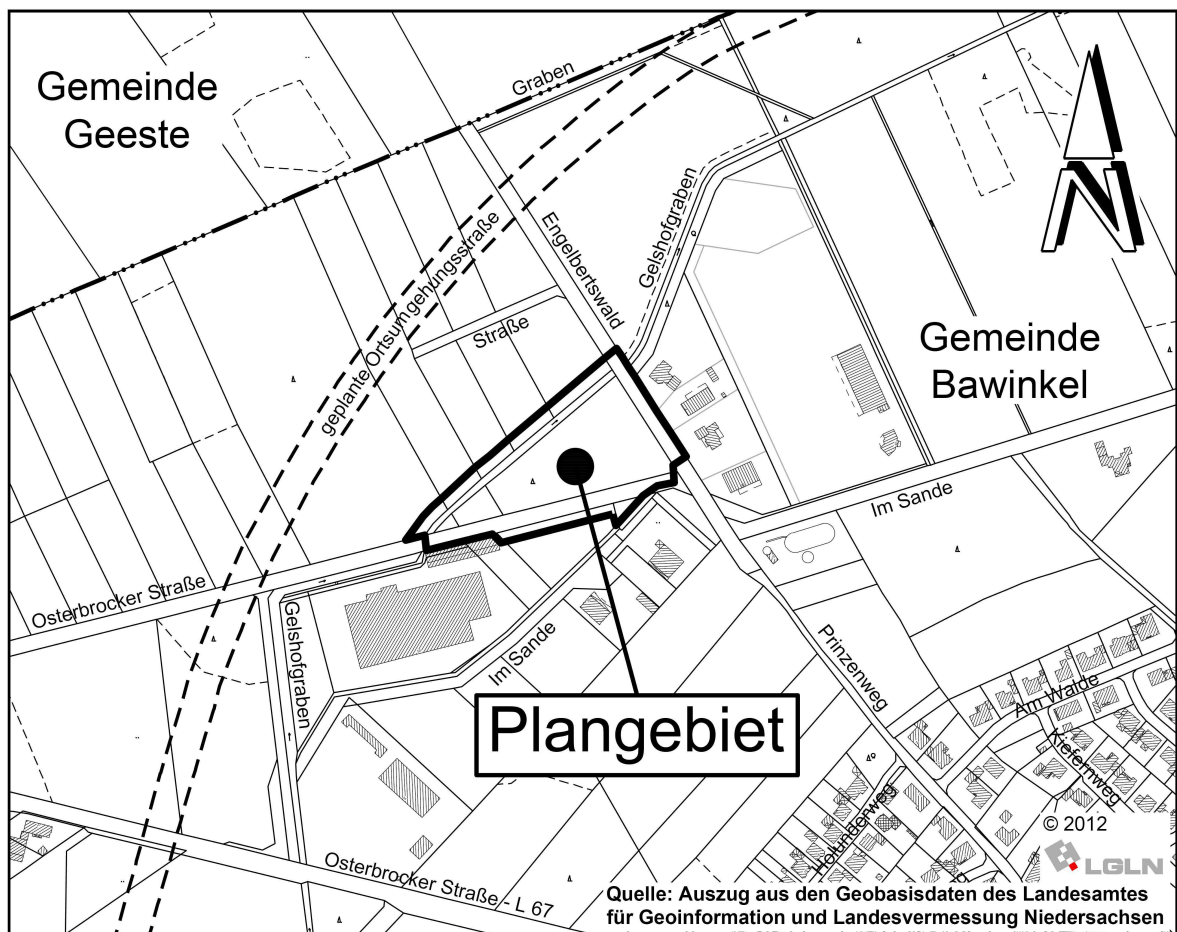 Gemeinde
Geeste
Graben
N
geplante Ortsumgehungsstraße
Engelbertswald
Gelshofgraben
Straße
Gemeinde
Bawinkel
Im Sande
Osterbrocker Straße
Gelshofgraben
Im Sande
Prinzenweg
Plangebiet
Am Walde
Kiefernweg
Holunderweg
© 2012
LGLN
Osterbrocker Straße - L 67
Quelle: Auszug aus den Geobasisdaten des Landesamtes
für Geoinformation und Landesvermessung Niedersachsen